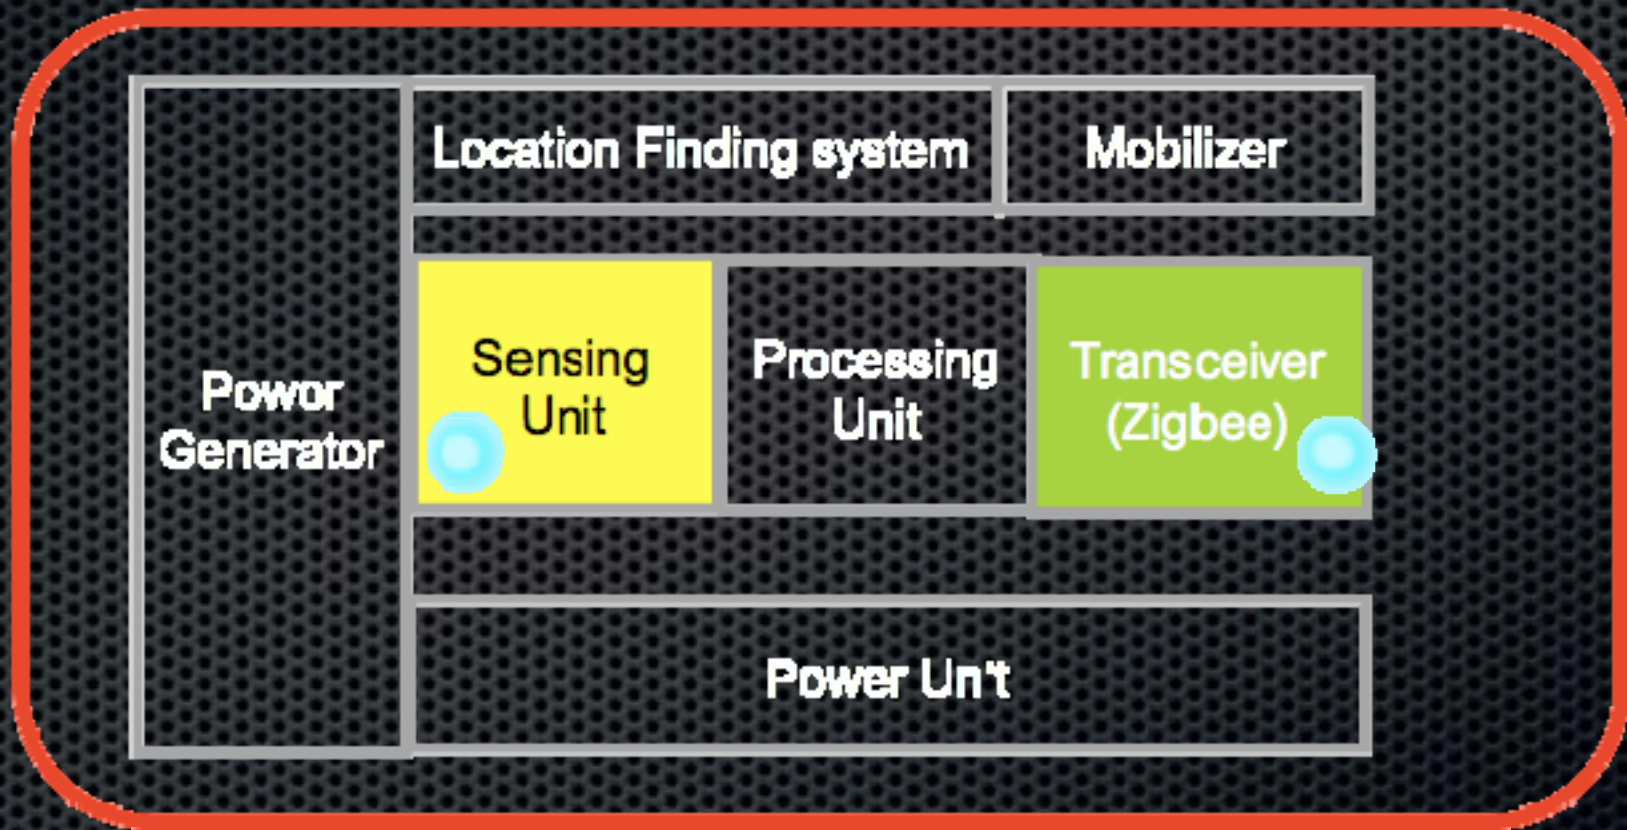 Location Finding system
Mobilizer
Powor
Generator
Sensing
Unit
Processing
Unit
Transceiver
(Zigbee)
Power Un't